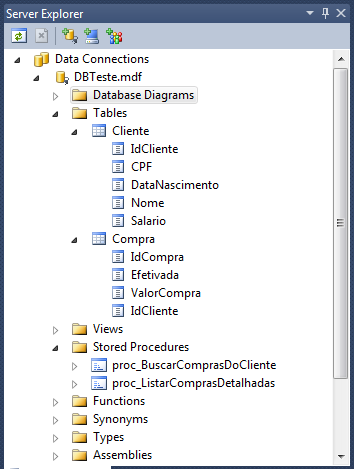 Server Explorer
Data Connections
DBTeste.mdf
Database Diagrams
Tables
Cliente
IdCliente
CPF
DataNascimento
Nome
Salario
Compra
IdCompra
Efetivada
ValorCompra
IdCliente
Views
Stored Procedures
proc_BuscarComprasDoCliente
proc_ListarComprasDetalhadas
Functions
Synonyms
Types
Assemblies